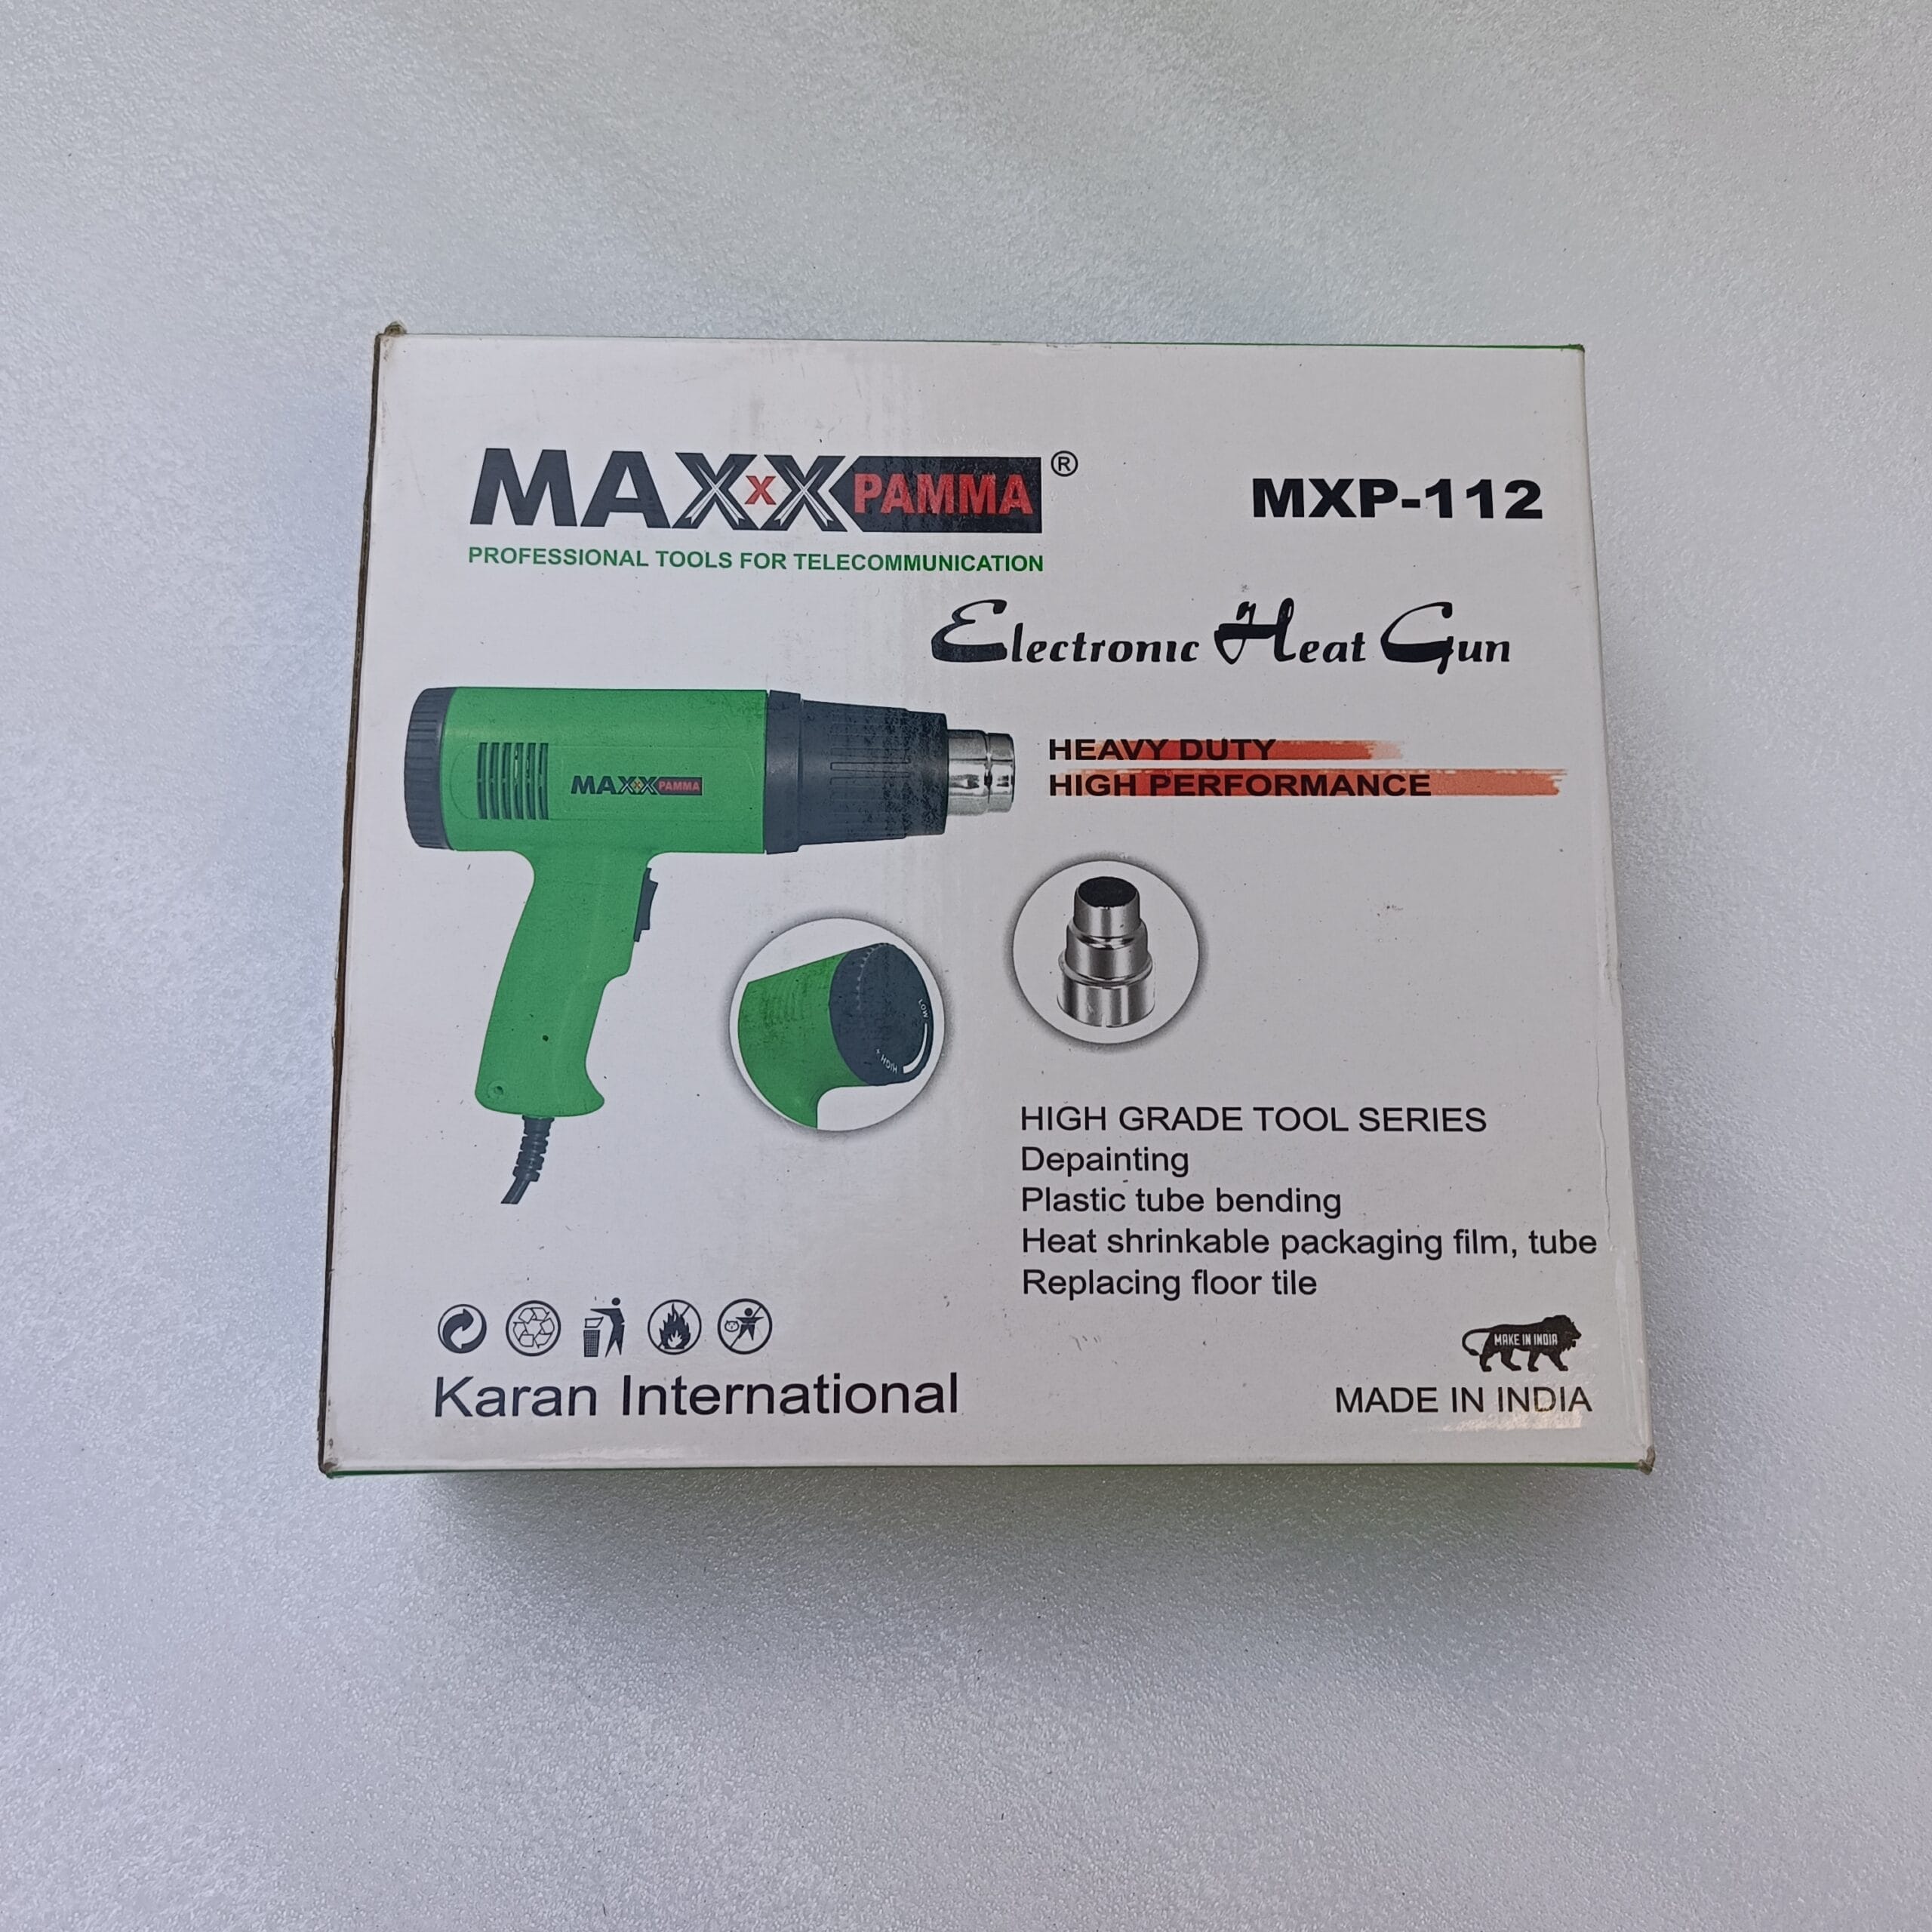 MAXxX PAMMA ®
MXP-112
PROFESSIONAL TOOLS FOR TELECOMMUNICATION
Electronic Heat Gun
HEAVY DUTY
HIGH PERFORMANCE
MAXxX PAMMA
LOW
HIGH +
HIGH GRADE TOOL SERIES
Depainting
Plastic tube bending
Heat shrinkable packaging film, tube
Replacing floor tile
MAKE IN INDIA
Karan International
MADE IN INDIA